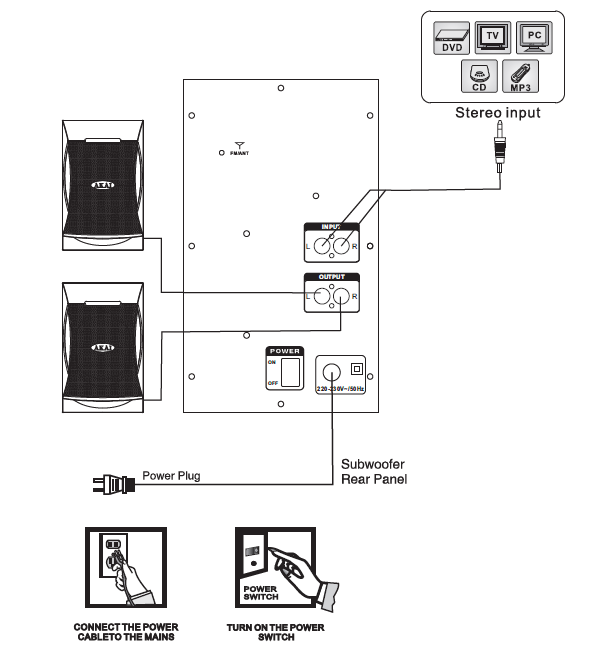 DVD
TV
PC
CD
MP3
Stereo input
FM/ANT
AKAI
INPUT
L R
OUTPUT
L R
AKAI
POWER
ON
OFF
220-230V~/50Hz
Power Plug
Subwoofer
Rear Panel
POWER
SWITCH
CONNECT THE POWER
CABLETO THE MAINS
TURN ON THE POWER
SWITCH